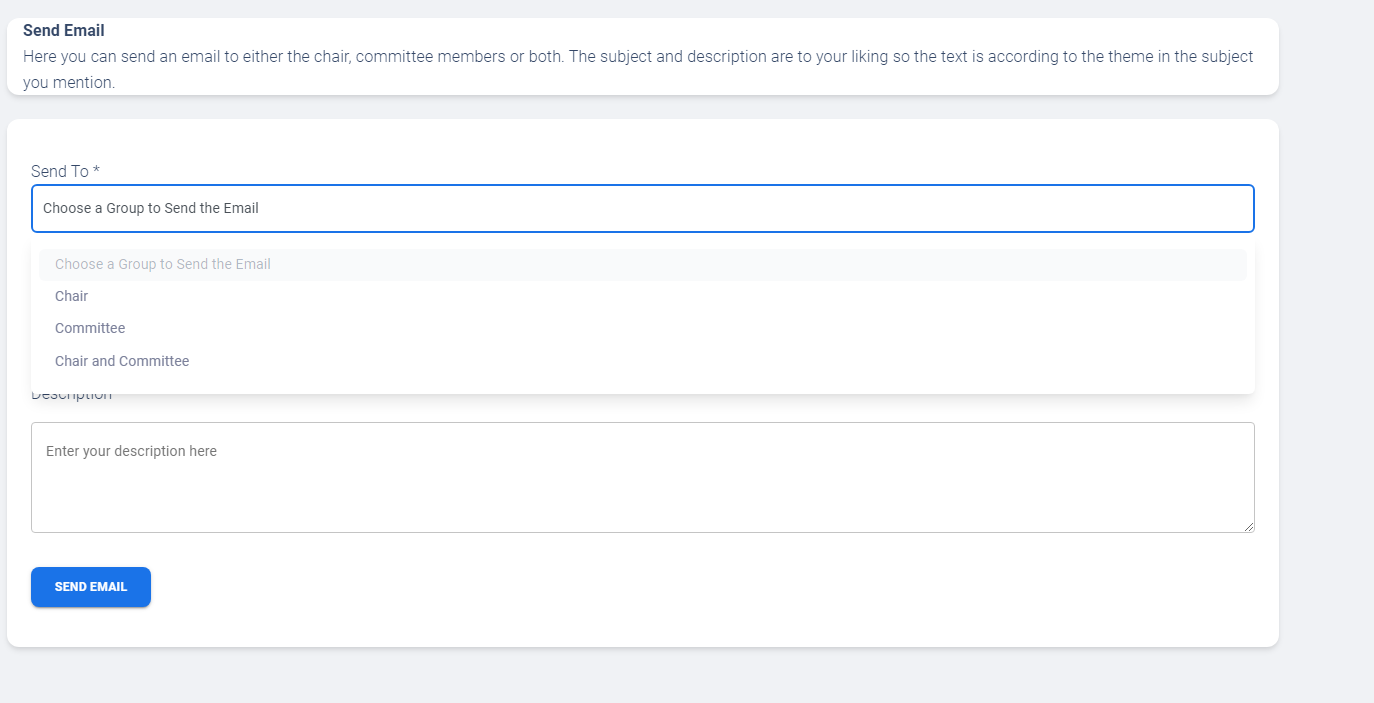 Send Email
Here you can send an email to either the chair, committee members or both. The subject and description are to your liking so the text is according to the theme in the subject
you mention.
Send To *
Choose a Group to Send the Email
Choose a Group to Send the Email
Chair
Committee
Chair and Committee
Description
Enter your description here
SEND EMAIL